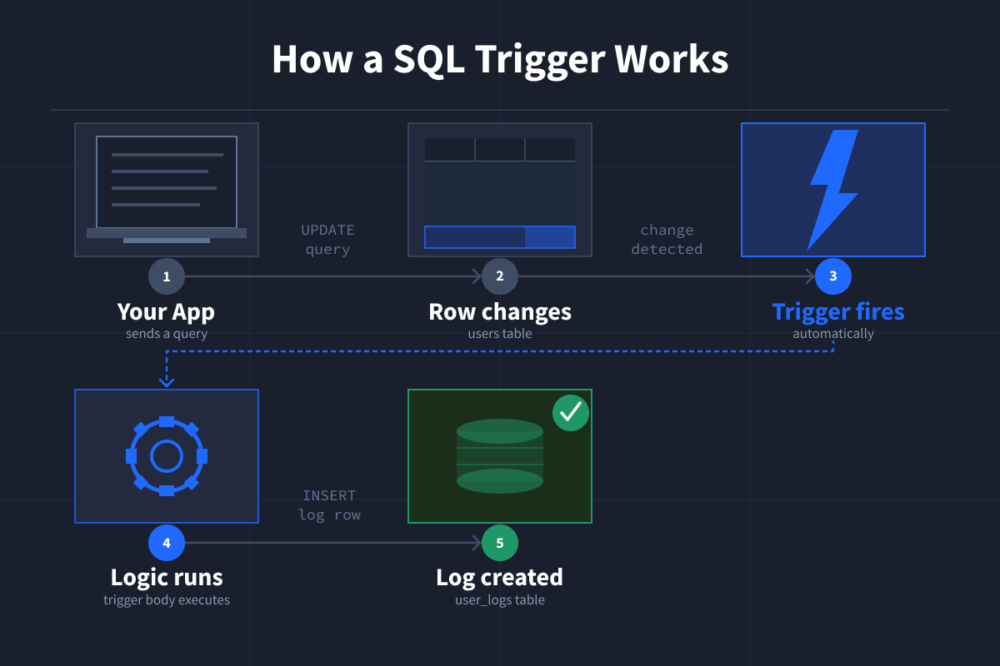 How a SQL Trigger Works
UPDATE
query
change
detected
1
2
3
Your App
Row changes
Trigger fires
sends a query
users table
automatically
INSERT
log row
4
5
Logic runs
Log created
trigger body executes
user_logs table